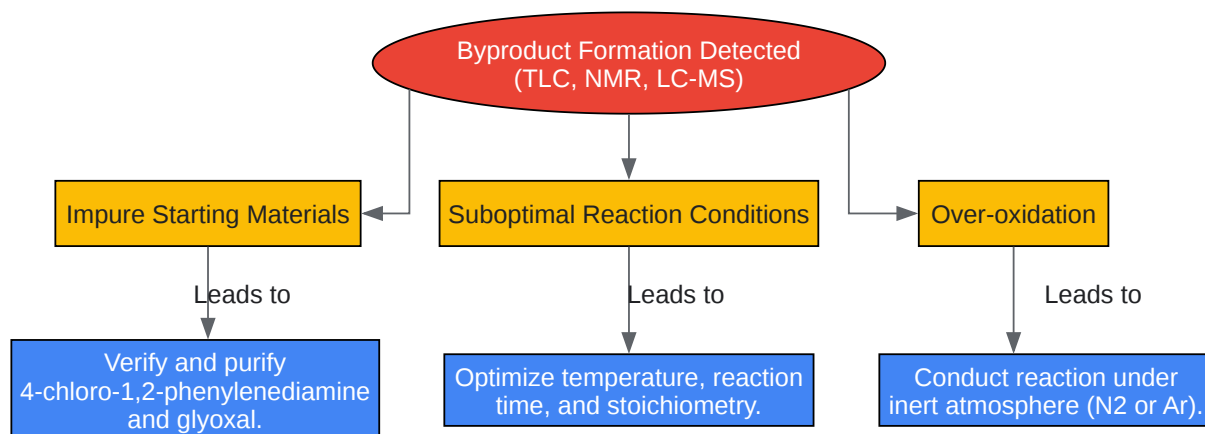 Byproduct Formation Detected
(TLC, NMR, LC-MS)
Impure Starting Materials
Suboptimal Reaction Conditions
Over-oxidation
Leads to
Leads to
Leads to
Verify and purify
4-chloro-1,2-phenylenediamine
and glyoxal.
Optimize temperature, reaction
time, and stoichiometry.
Conduct reaction under
inert atmosphere (N2 or Ar).